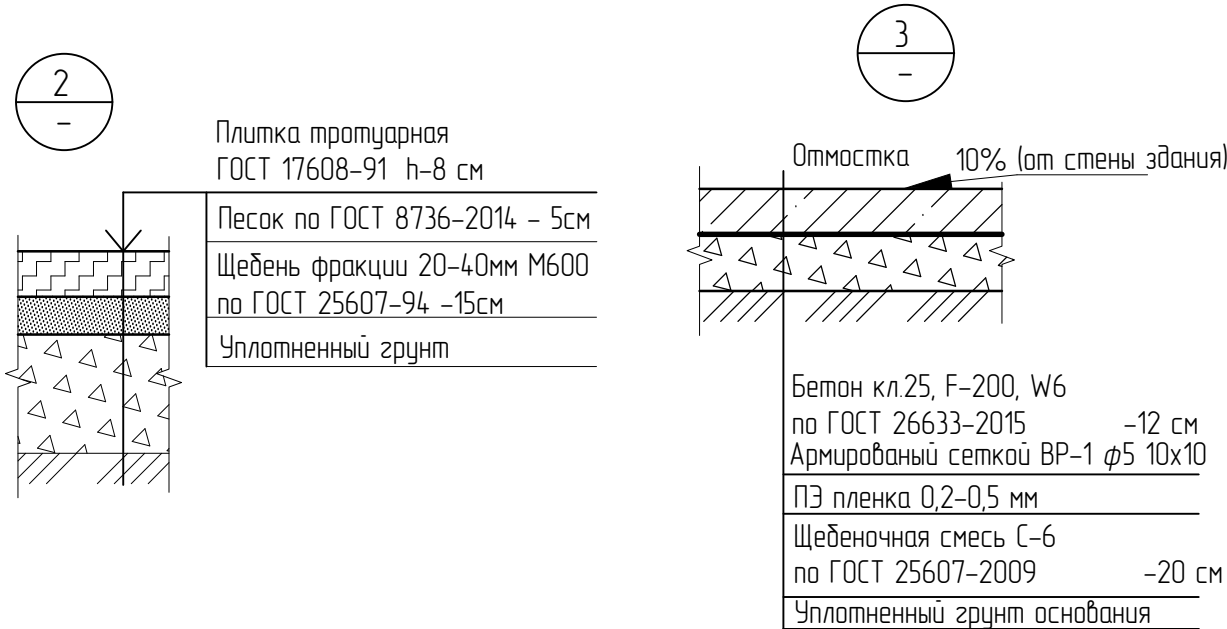 2
-
Плитка тротуарная
ГОСТ 17608-91 h-8 см
Песок по ГОСТ 8736-2014 - 5см
Щебень фракции 20-40мм М600
по ГОСТ 25607-94 -15см
Уплотненный грунт
3
-
Отмостка 10% (от стены здания)
Бетон кл.25, F-200, W6
по ГОСТ 26633-2015 -12 см
Армированый сеткой ВР-1 ф5 10х10
ПЭ пленка 0,2-0,5 мм
Щебеночная смесь С-6
по ГОСТ 25607-2009 -20 см
Уплотненный грунт основания